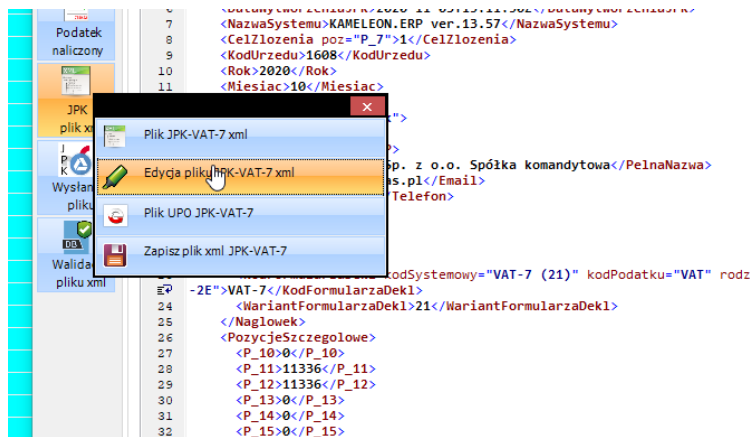 Podatek
naliczony
JPK
plik xm
Wysłan
pliku
Walida
pliku xml
Plik JPK-VAT-7 xml
Edycja pliku JPK-VAT-7 xml
Plik UPO JPK-VAT-7
Zapisz plik xml JPK-VAT-7
7 <NazwaSystemu>KAMELEON.ERP ver.13.57</NazwaSystemu>
8 <CelZlozenia poz="P_7">1</CelZlozenia>
9 <KodUrzedu>1608</KodUrzedu>
10 <Rok>2020</Rok>
11 <Miesiac>10</Miesiac>
">
>
Sp. z o.o. Spółka komandytowa</PelnaNazwa>
as.pl</Email>
</Telefon>
kodSystemowy="VAT-7 (21)" kodPodatku="VAT" rodz
-2E">VAT-7</KodFormularzaDekl>
24 <WariantFormularzaDekl>21</WariantFormularzaDekl>
25 </Naglowek>
26 <PozycjeSzczegolowe>
27 <P_10>0</P_10>
28 <P_11>11336</P_11>
29 <P_12>11336</P_12>
30 <P_13>0</P_13>
31 <P_14>0</P_14>
32 <P_15>0</P_15>